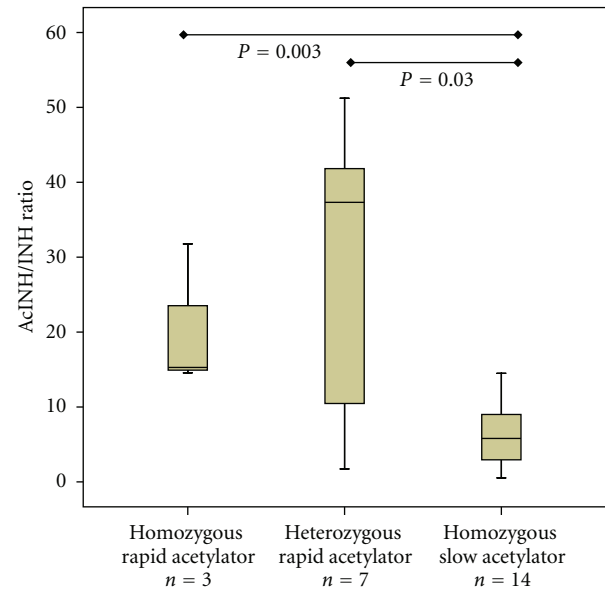 60
P = 0.003
P = 0.03
50
40
30
20
10
0
AcINH/INH ratio
Homozygous
rapid acetylator
n = 3
Heterozygous
rapid acetylator
n = 7
Homozygous
slow acetylator
n = 14